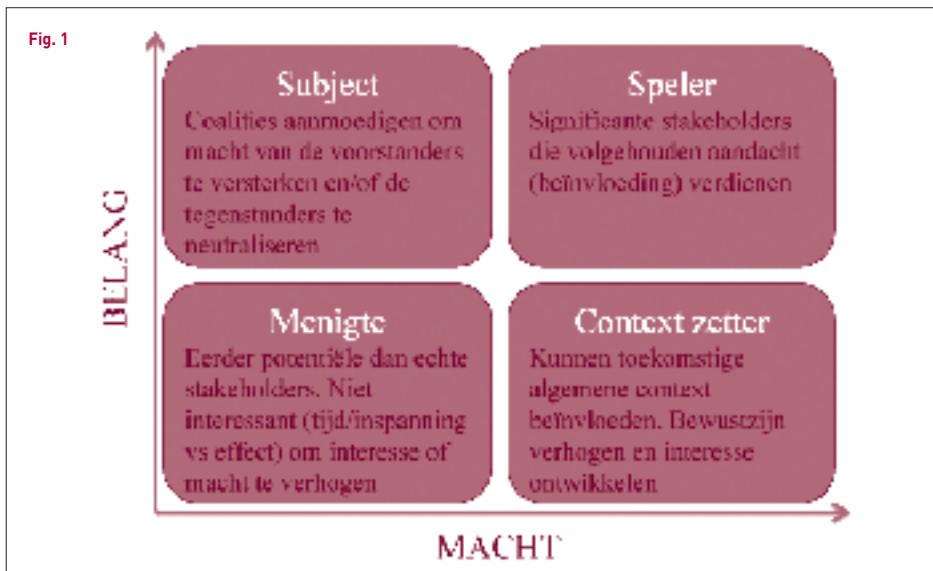 Fig. 1
BELANG
Subject
Coalities aanmoedigen om
macht van de voorstanders
te versterken en/of de
tegenstanders te
neutraliseren
Speler
Significante stakeholders
die volgehouden aandacht
(beïnvloeding) verdienen
Menigte
Eerder potentiële dan echte
stakeholders. Niet
interessant (tijd/inspanning
vs effect) om interesse of
macht te verhogen
Context zetter
Kunnen toekomstige
algemene context
beïnvloeden. Bewustzijn
verhogen en interesse
ontwikkelen
MACHT